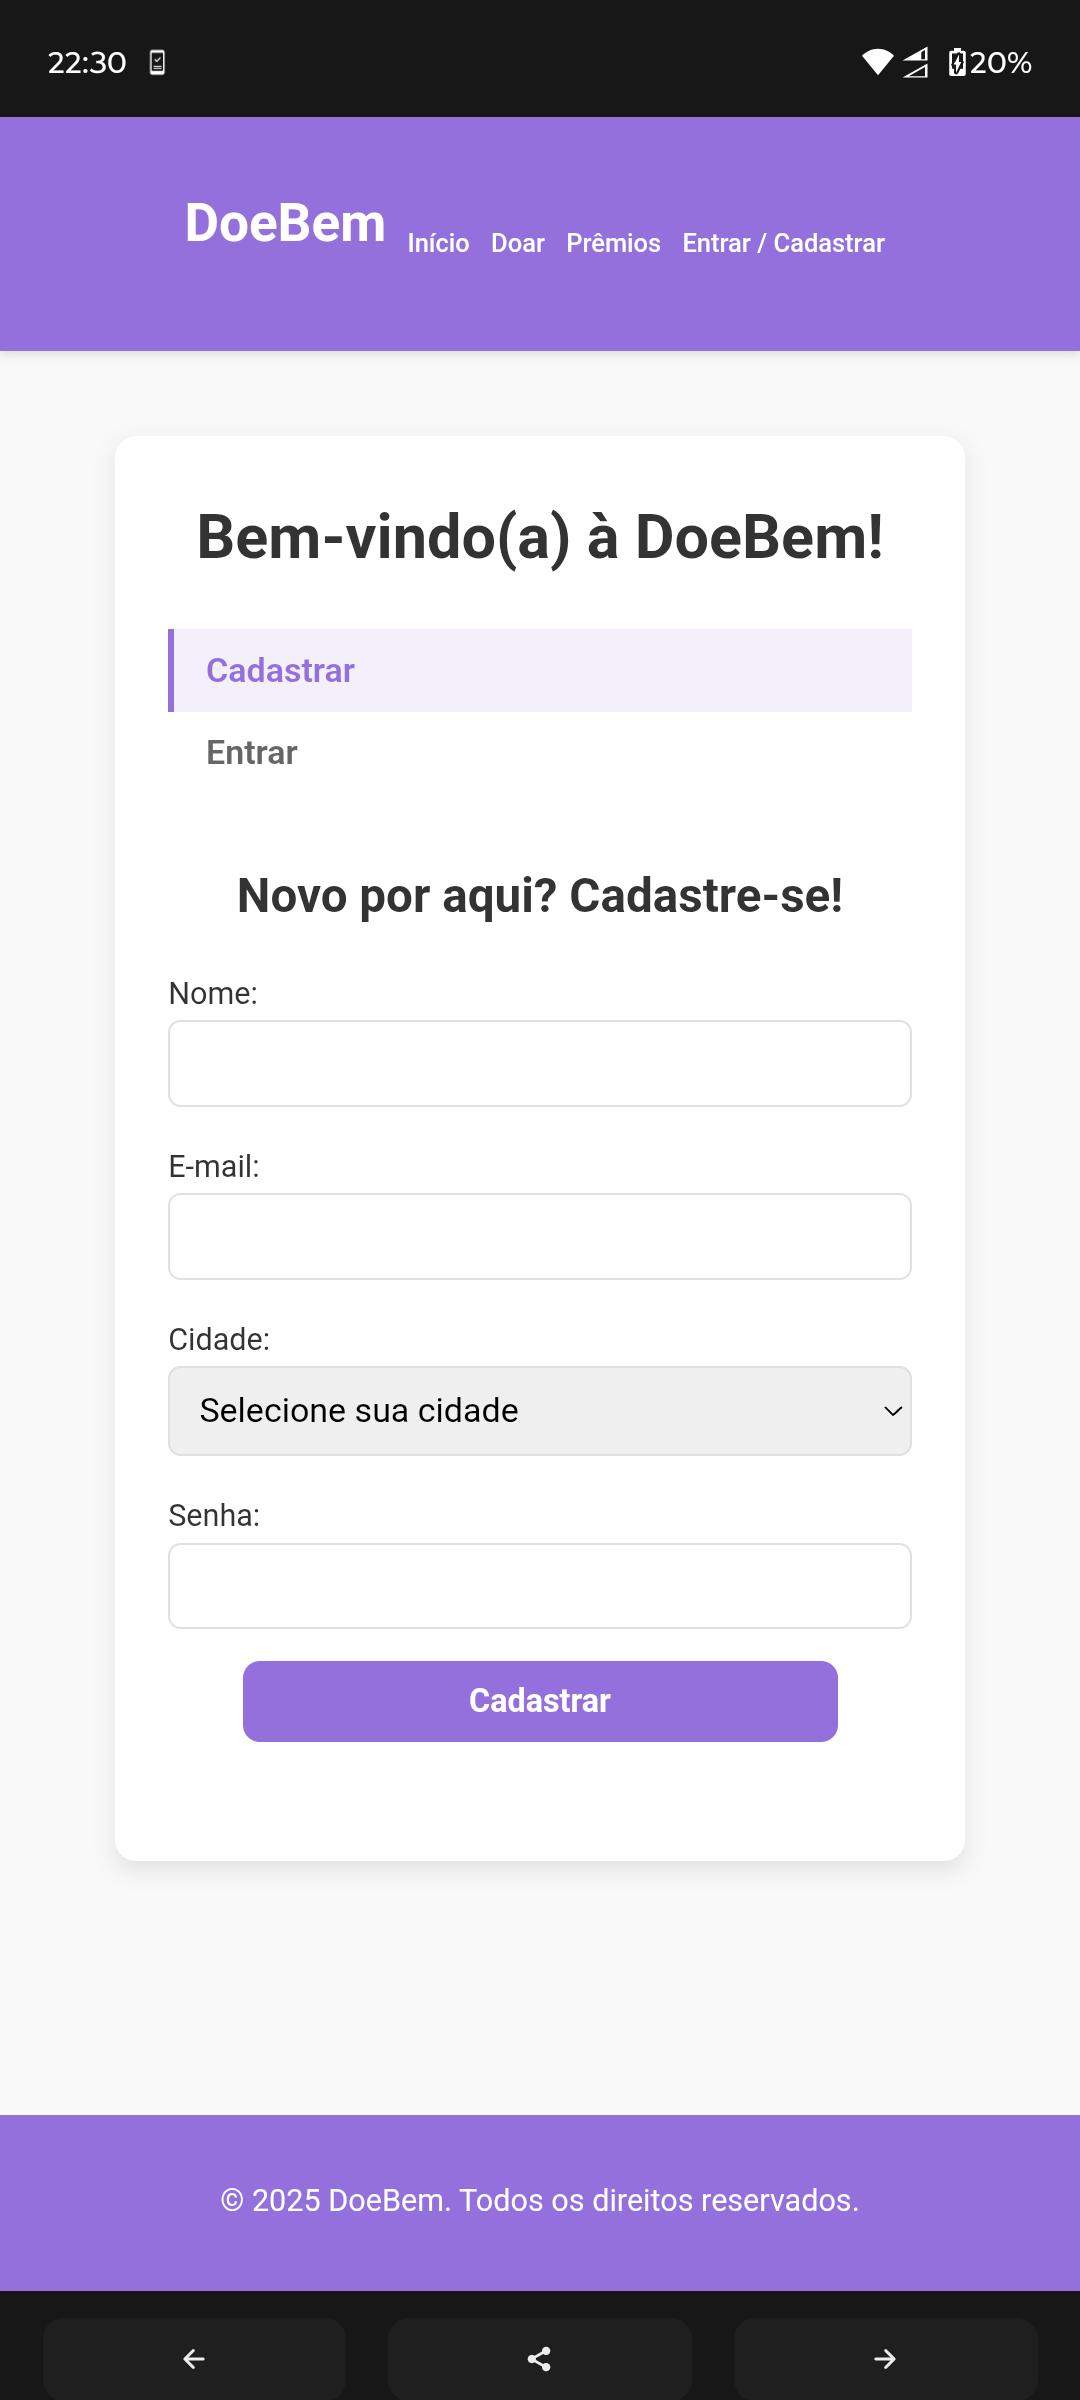 22:30
20%
DoeBem
Início Doar Prêmios Entrar / Cadastrar
Bem-vindo(a) à DoeBem!
Cadastrar
Entrar
Novo por aqui? Cadastre-se!
Nome:
E-mail:
Cidade:
Selecione sua cidade
Senha:
Cadastrar
© 2025 DoeBem. Todos os direitos reservados.